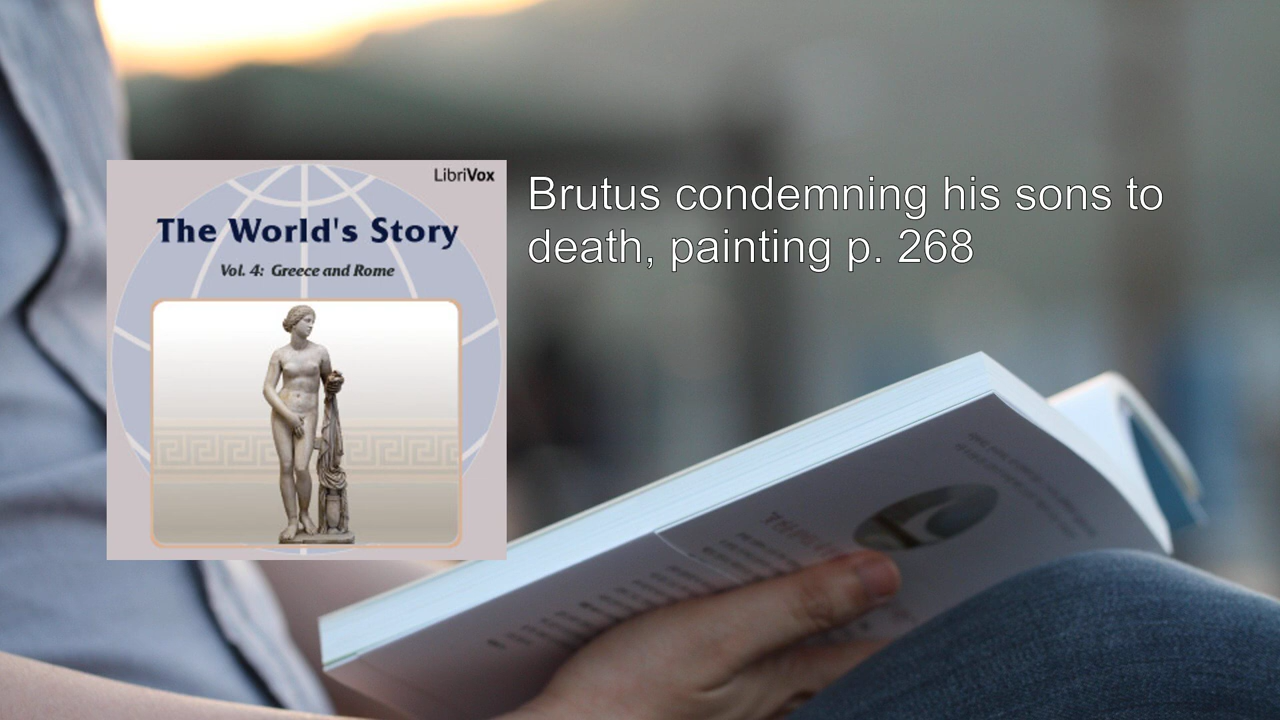 LibriVox
The World's Story
Vol. 4: Greece and Rome
Brutus condemning his sons to
death, painting p. 268